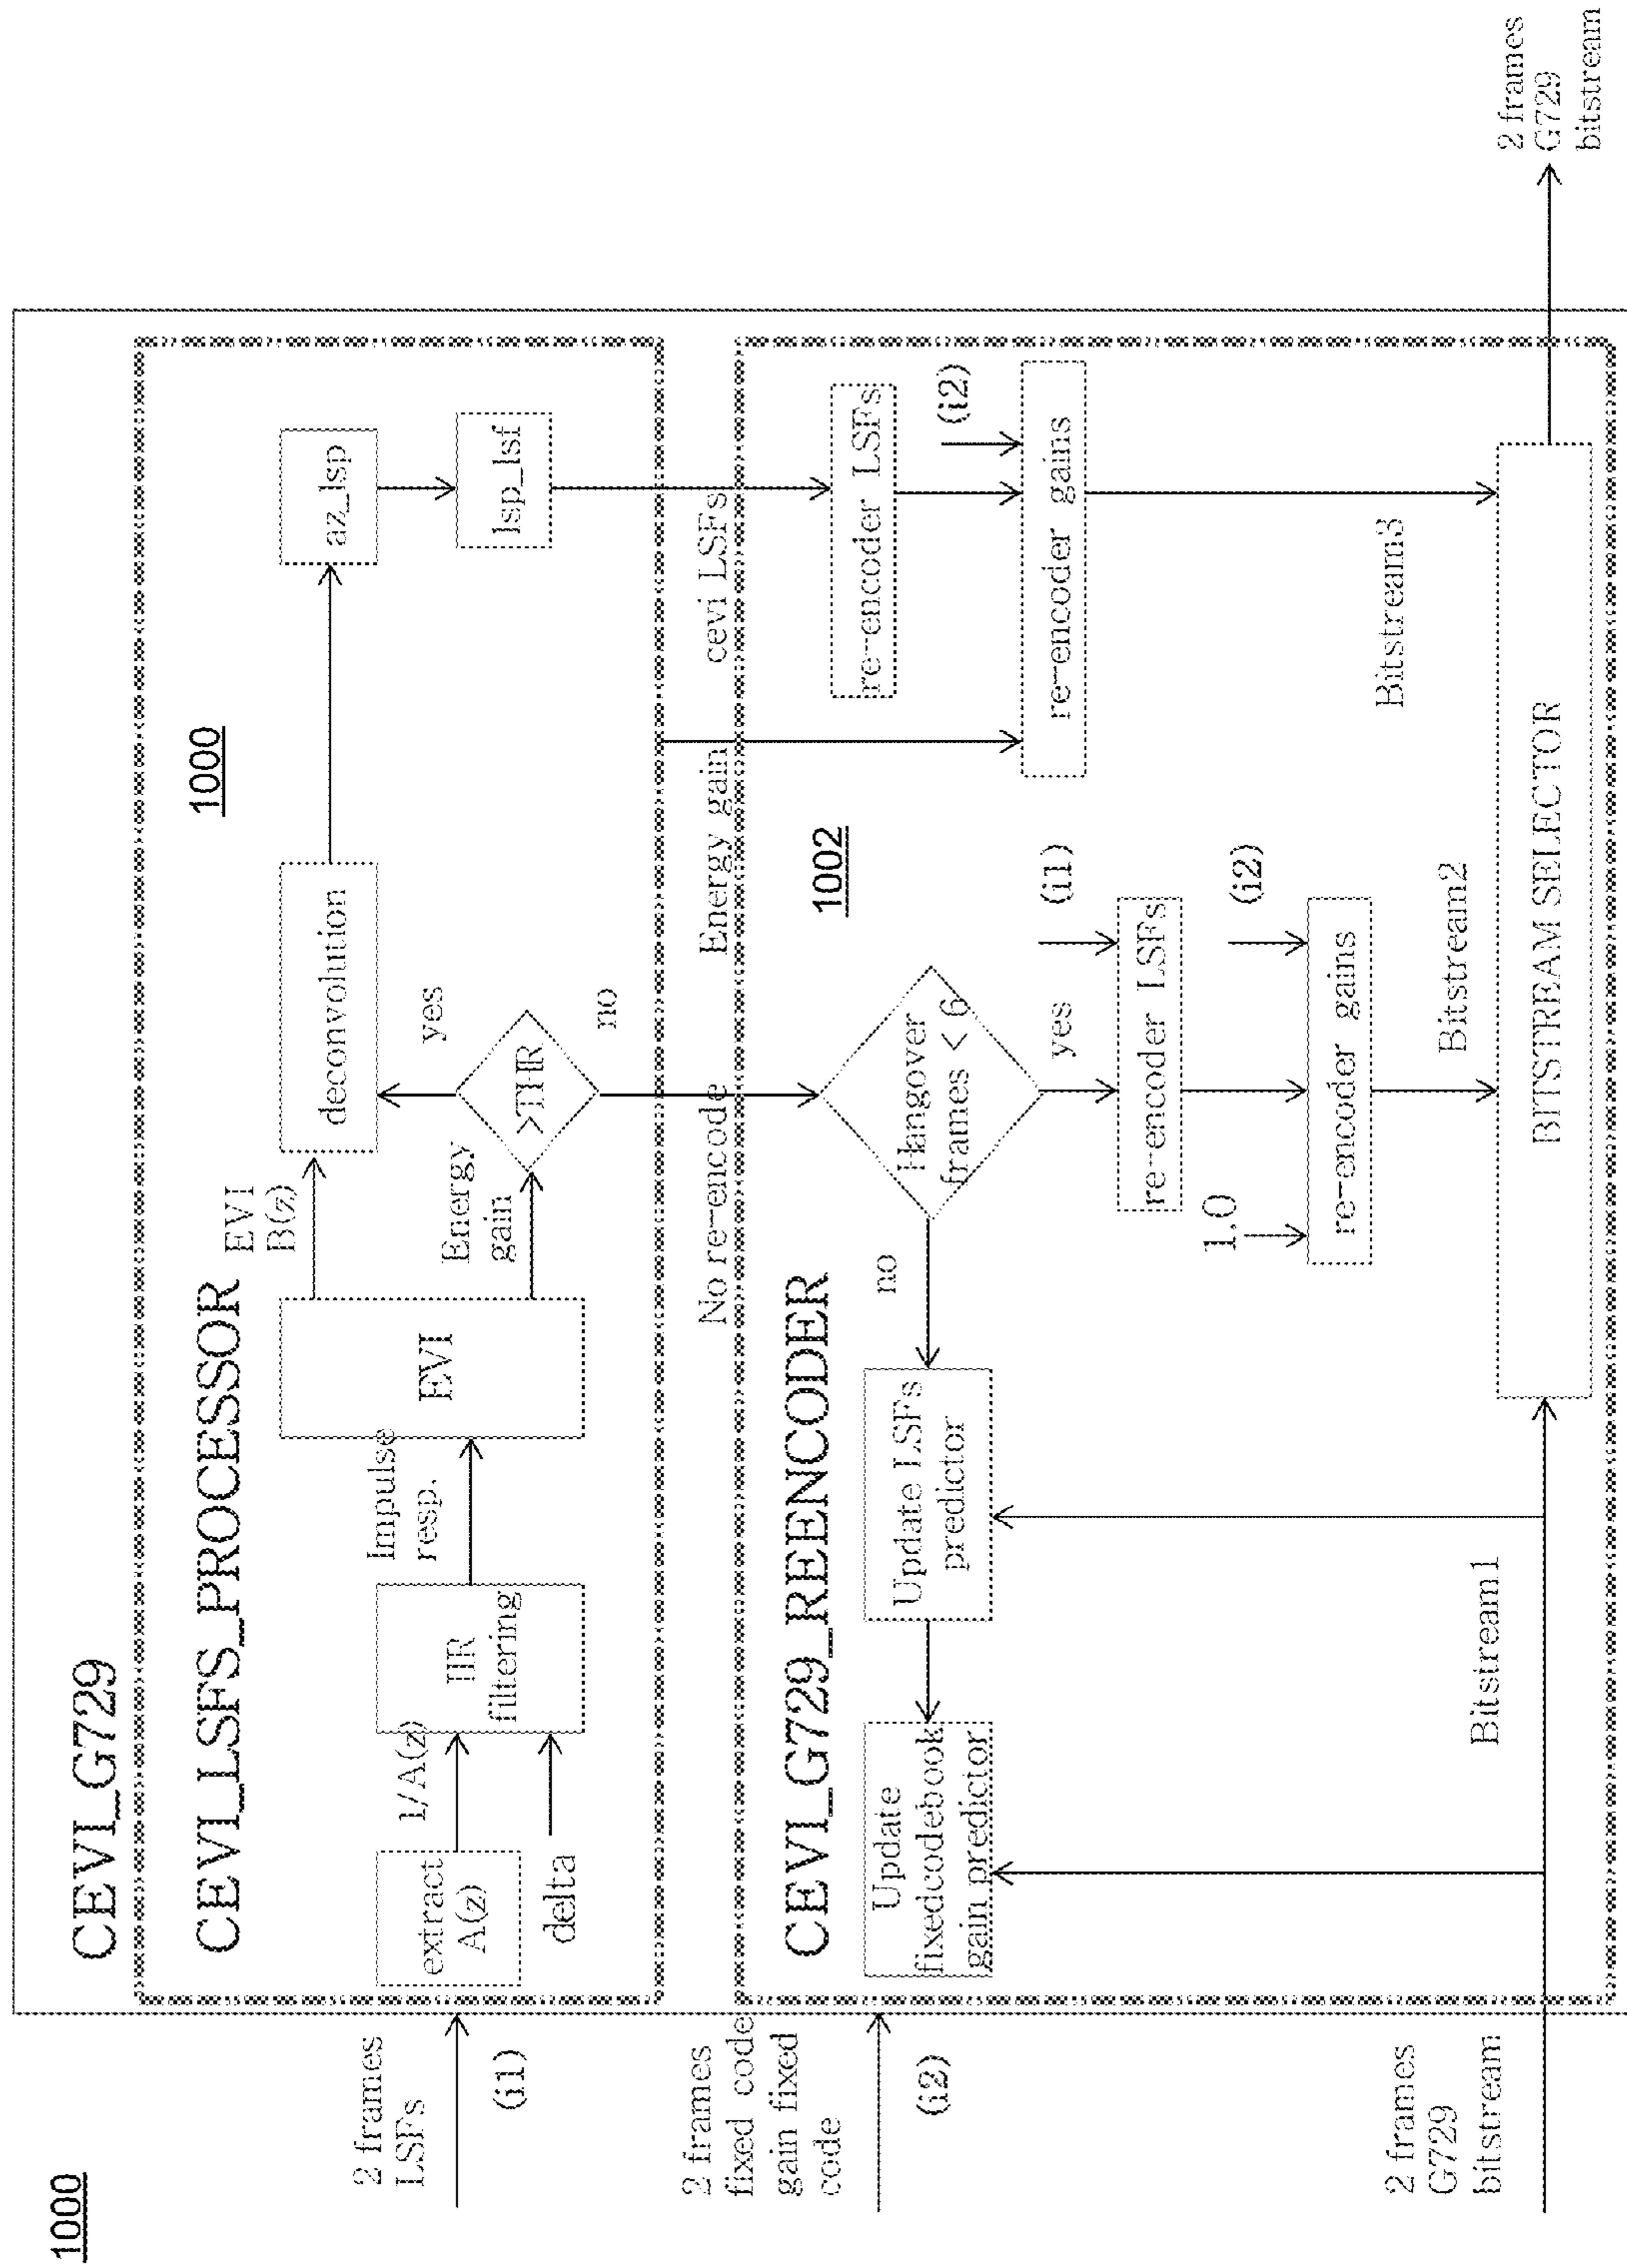 1000
CEVI_G729
CEVI_LSFS_PROCESSOR
1000
2 frames
LSFs
(i1)
extract
A(z)
1/A(z)
delta
IIR
filtering
Impulse
resp.
EVI
EVI
B(z)
Energy
gain
>THR
yes
no
deconvolution
az_lsp
lsp_lsf
No re-encode
Energy gain
cevi LSFs
2 frames
fixed code
gain fixed
code
(i2)
CEVI_G729_REENCODER
1002
Update
fixedcodebook
gain predictor
Update LSFs
predictor
no
Hangover
frames < 6
yes
(i1)
re-encoder LSFs
1.0
(i2)
re-encoder gains
Bitstream2
re-encoder LSFs
(i2)
re-encoder gains
Bitstream3
Bitstream1
2 frames
G729
bitstream
BITSTREAM SELECTOR
2 frames
G729
bitstream